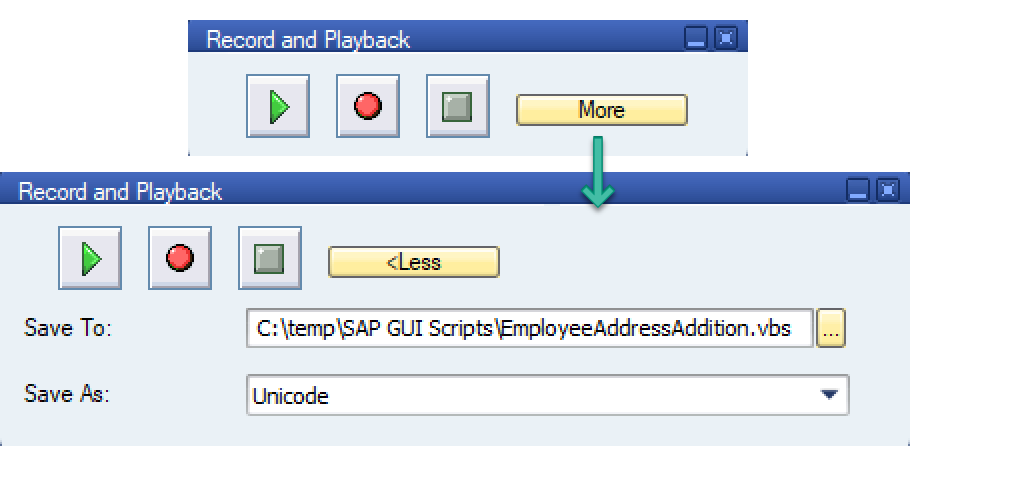 Record and Playback
More
Record and Playback
<Less
Save To: C:\temp\SAP GUI Scripts\EmployeeAddressAddition.vbs ...
Save As: Unicode